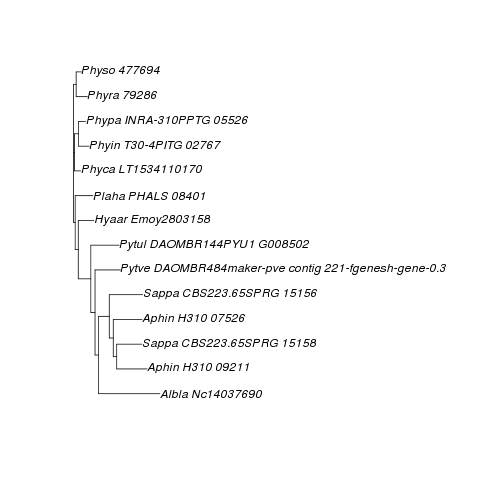 Physo 477694
Phyra 79286
Phypa INRA-310PPTG 05526
Phyin T30-4PITG 02767
Phyca LT1534110170
Plaha PHALS 08401
Hyaar Emoy2803158
Pytul DAOMBR144PYU1 G008502
Pytve DAOMBR484maker-pve contig 221-fgenesh-gene-0.3
Sappa CBS223.65SPRG 15156
Aphin H310 07526
Sappa CBS223.65SPRG 15158
Aphin H310 09211
Albla Nc14037690